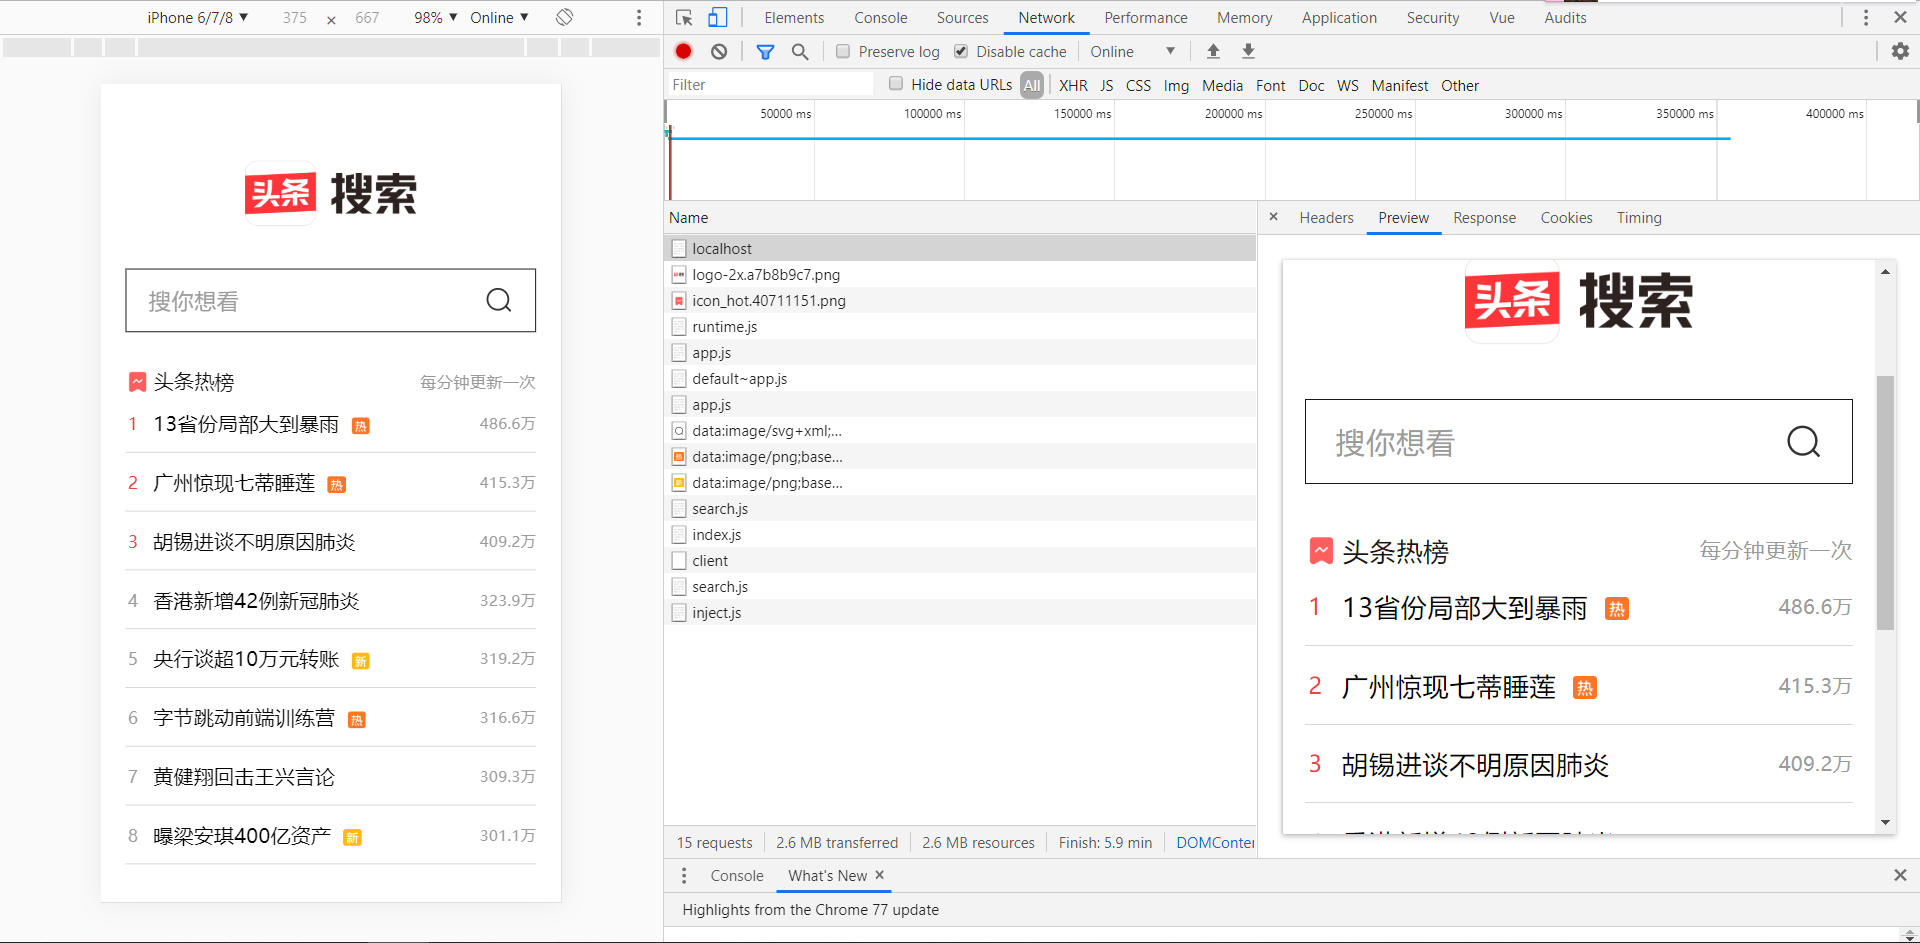 iPhone 6/7/8 ▼ 375 × 667 98% ▼ Online ▼
头条 搜索
搜你想看
头条热榜 每分钟更新一次
1 13省份局部大到暴雨 热 486.6万
2 广州惊现七蒂睡莲 热 415.3万
3 胡锡进谈不明原因肺炎 409.2万
4 香港新增42例新冠肺炎 323.9万
5 央行谈超10万元转账 新 319.2万
6 字节跳动前端训练营 热 316.6万
7 黄健翔回击王兴言论 309.3万
8 曝梁安琪400亿资产 新 301.1万
Elements Console Sources Network Performance Memory Application Security Vue Audits
Preserve log Disable cache Online ▼
Filter Hide data URLs All XHR JS CSS Img Media Font Doc WS Manifest Other
50000 ms 100000 ms 150000 ms 200000 ms 250000 ms 300000 ms 350000 ms 400000 ms
Name
localhost
logo-2x.a7b8b9c7.png
icon_hot.40711151.png
runtime.js
app.js
default~app.js
app.js
data:image/svg+xml;...
data:image/png;base...
data:image/png;base...
search.js
index.js
client
search.js
inject.js
15 requests 2.6 MB transferred 2.6 MB resources Finish: 5.9 min DOMConter
× Headers Preview Response Cookies Timing
头条 搜索
搜你想看
头条热榜 每分钟更新一次
1 13省份局部大到暴雨 热 486.6万
2 广州惊现七蒂睡莲 热 415.3万
3 胡锡进谈不明原因肺炎 409.2万
Console What's New ×
Highlights from the Chrome 77 update